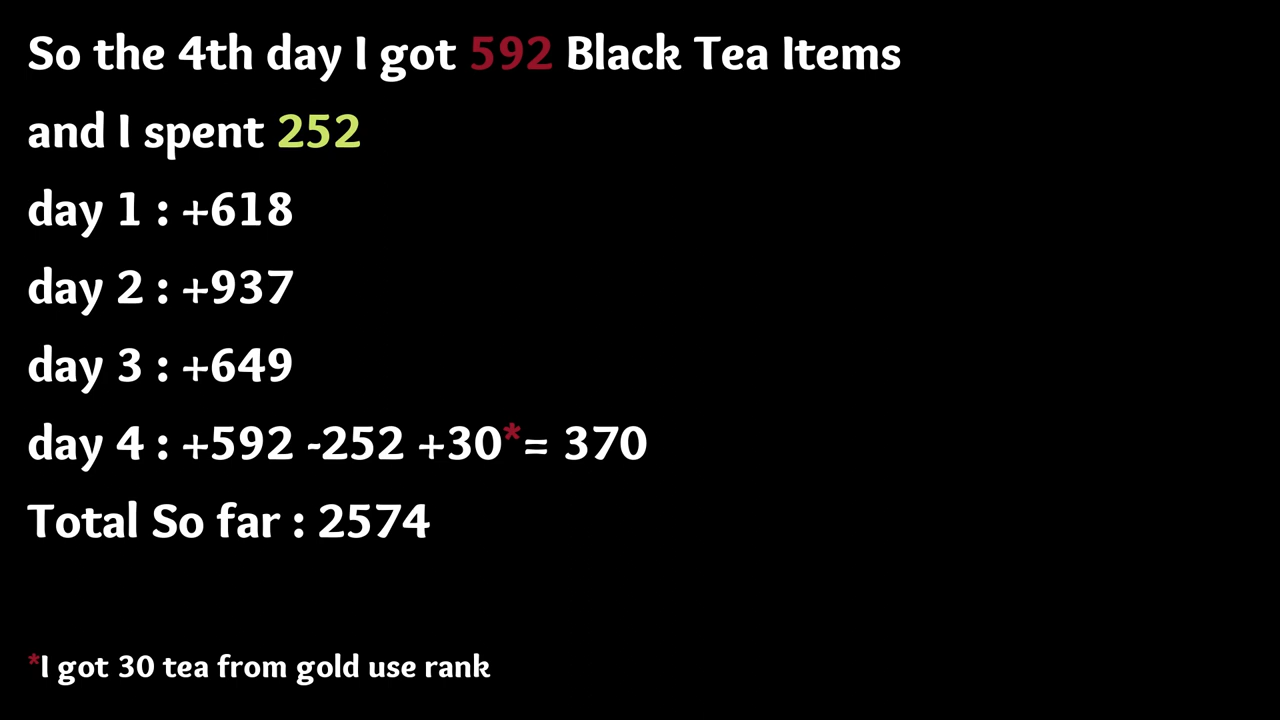 So the 4th day I got 592 Black Tea Items
and I spent 252
day 1 : +618
day 2 : +937
day 3 : +649
day 4 : +592 -252 +30*= 370
Total So far : 2574
*I got 30 tea from gold use rank